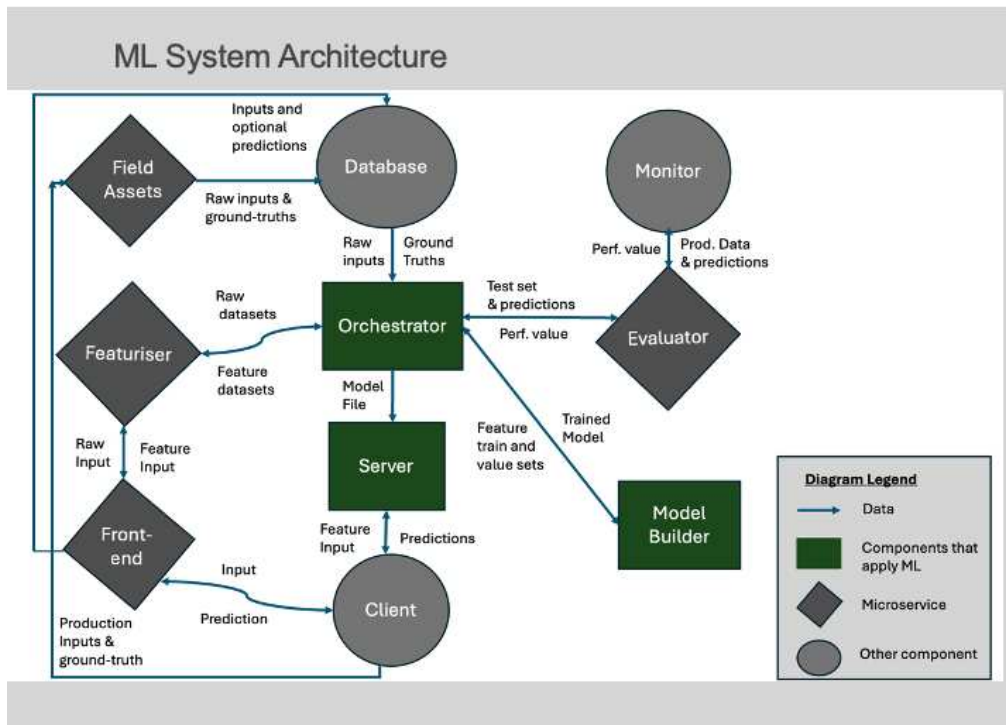 ML System Architecture
Inputs and
optional
predictions
Field
Assets
Database
Monitor
Raw inputs &
ground-truths
Raw
inputs
Ground
Truths
Perf. value
Prod. Data
& predictions
Raw
datasets
Orchestrator
Test set
& predictions
Perf. value
Evaluator
Featuriser
Feature
datasets
Model
File
Raw
Input
Feature
Input
Server
Feature
train and
value sets
Trained
Model
Model
Builder
Front-
end
Feature
Input
Predictions
Input
Prediction
Client
Production
Inputs &
ground-truth
Diagram Legend
Data
Components that
apply ML
Microservice
Other component